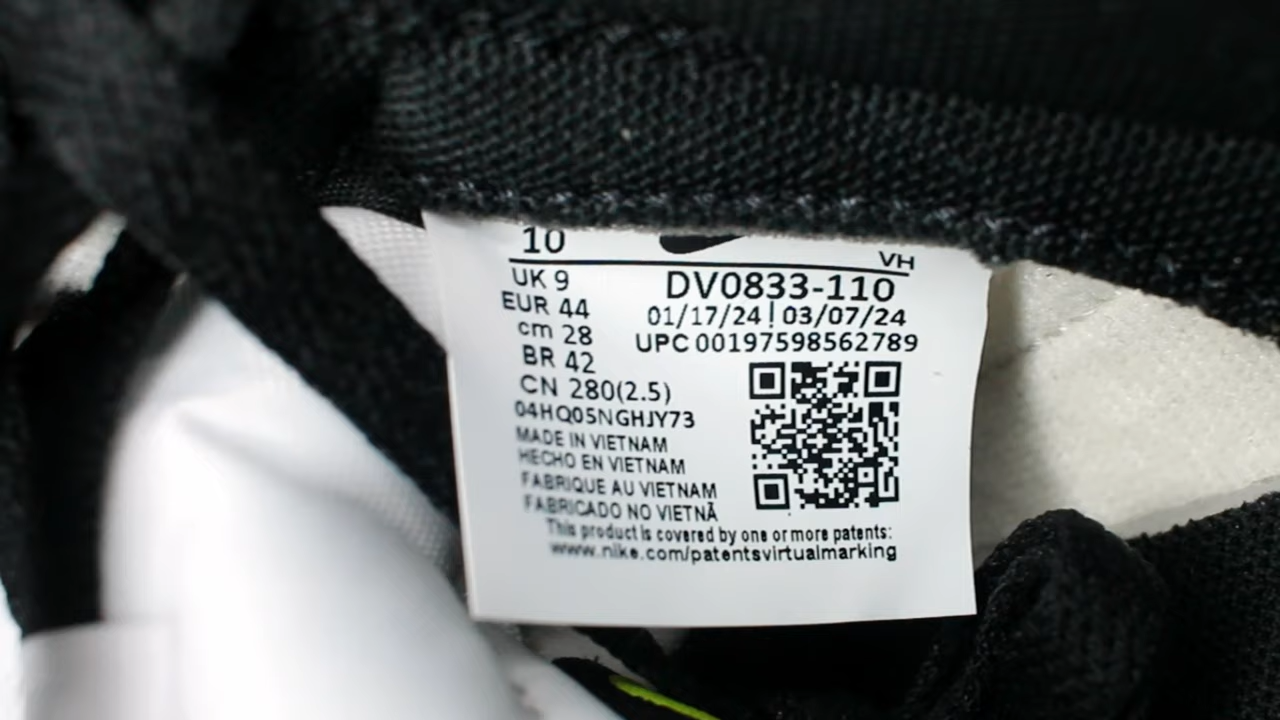 10
VH
UK 9
DV0833-110
EUR 44
01/17/24 | 03/07/24
cm 28
UPC 00197598562789
BR 42
CN 280(2.5)
04HQ05NGHJY73
MADE IN VIETNAM
HECHO EN VIETNAM
FABRIQUE AU VIETNAM
FABRICADO NO VIETNÃ
This product is covered by one or more patents:
www.nike.com/patentsvirtualmarking